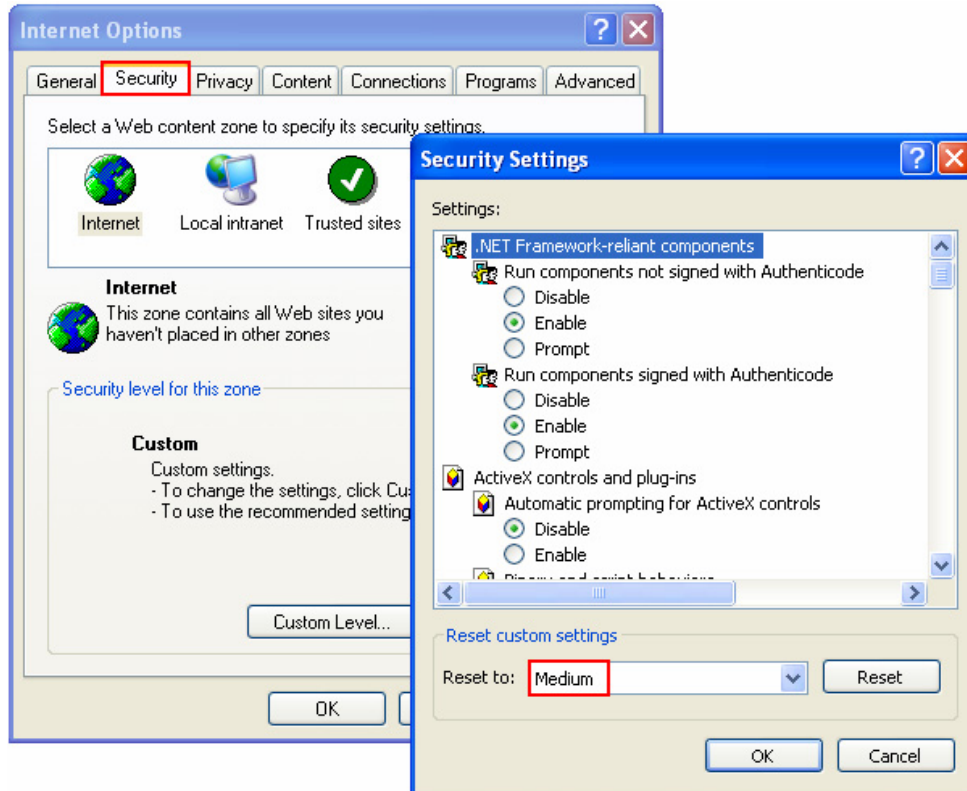 Internet Options
General Security Privacy Content Connections Programs Advanced
Select a Web content zone to specify its security settings.
Internet Local intranet Trusted sites
Internet
This zone contains all Web sites you
haven't placed in other zones
Security level for this zone
Custom
Custom settings.
- To change the settings, click Cu
- To use the recommended setting
Custom Level...
OK
Security Settings
Settings:
.NET Framework-reliant components
Run components not signed with Authenticode
Disable
Enable
Prompt
Run components signed with Authenticode
Disable
Enable
Prompt
ActiveX controls and plug-ins
Automatic prompting for ActiveX controls
Disable
Enable
Binary and script behaviors
Reset custom settings
Reset to: Medium Reset
OK Cancel